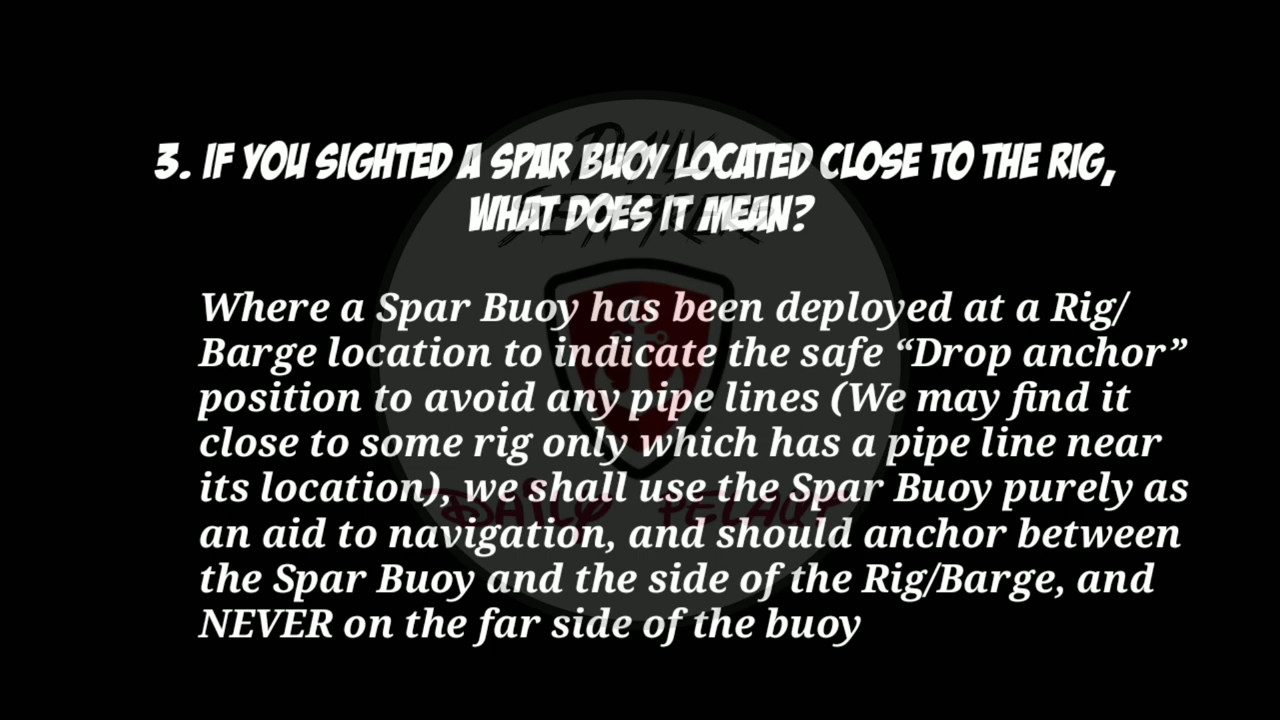 3. IF YOU SIGHTED A SPAR BUOY LOCATED CLOSE TO THE RIG,
WHAT DOES IT MEAN?
Where a Spar Buoy has been deployed at a Rig/
Barge location to indicate the safe “Drop anchor”
position to avoid any pipe lines (We may find it
close to some rig only which has a pipe line near
its location), we shall use the Spar Buoy purely as
an aid to navigation, and should anchor between
the Spar Buoy and the side of the Rig/Barge, and
NEVER on the far side of the buoy
DAILY
DAILY PELAUT